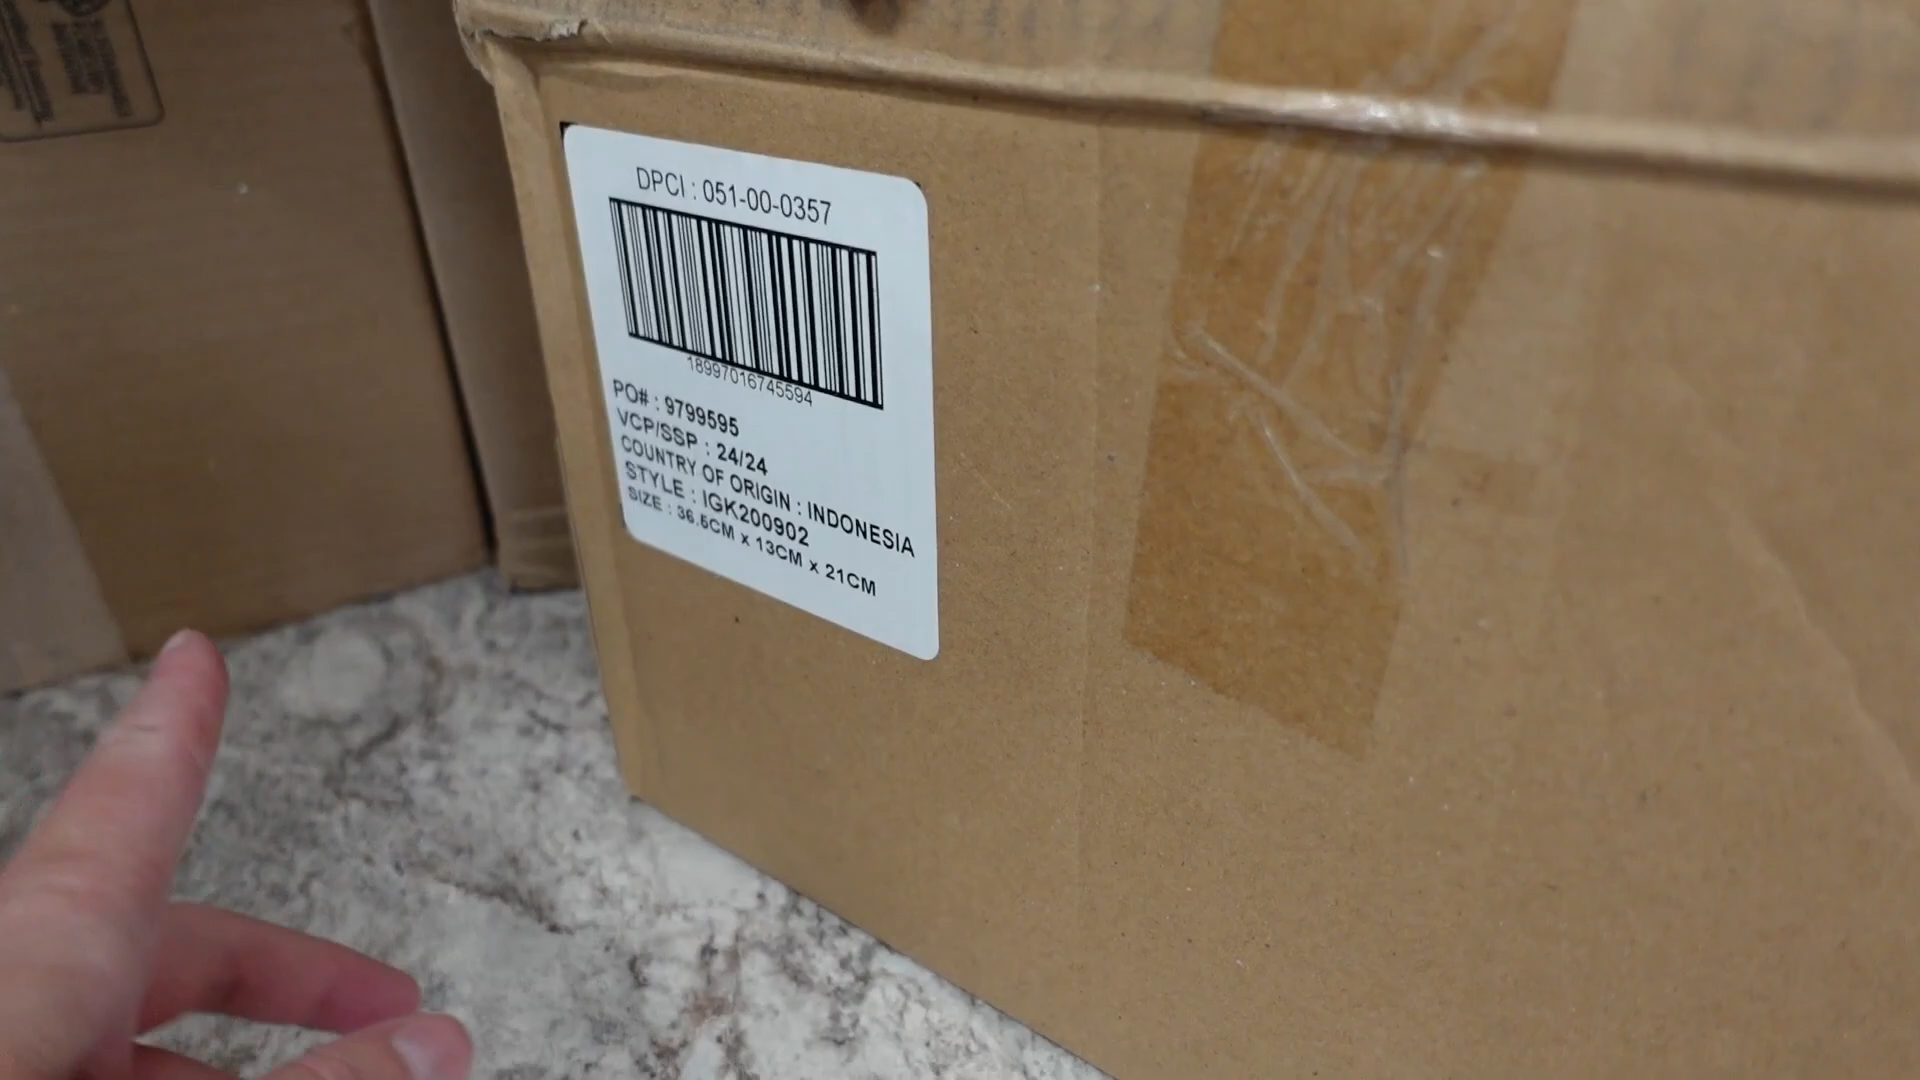 DPCI : 051-00-0357
18997016745594
PO# : 9799595
VCP/SSP : 24/24
COUNTRY OF ORIGIN : INDONESIA
STYLE : IGK200902
SIZE : 36.5CM x 13CM x 21CM